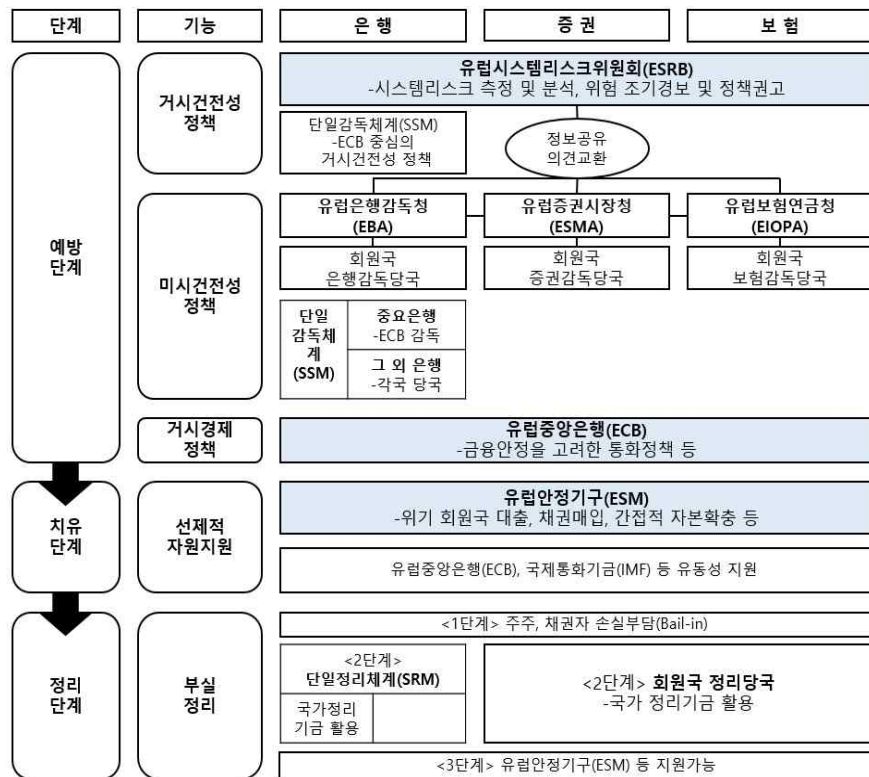 단계
기능
은 행
증 권
보 험
예방
단계
거시건전성
정책
유럽시스템리스크위원회(ESRB)
-시스템리스크 측정 및 분석, 위험 조기경보 및 정책권고
단일감독체계(SSM)
-ECB 중심의
거시건전성 정책
정보공유
의견교환
미시건전성
정책
유럽은행감독청
(EBA)
유럽증권시장청
(ESMA)
유럽보험연금청
(EIOPA)
회원국
은행감독당국
회원국
증권감독당국
회원국
보험감독당국
단일
감독체
계
(SSM)
중요은행
-ECB 감독
그 외 은행
-각국 당국
거시경제
정책
유럽중앙은행(ECB)
-금융안정을 고려한 통화정책 등
치유
단계
선제적
자원지원
유럽안정기구(ESM)
-위기 회원국 대출, 채권매입, 간접적 자본확충 등
유럽중앙은행(ECB), 국제통화기금(IMF) 등 유동성 지원
정리
단계
부실
정리
<1단계> 주주, 채권자 손실부담(Bail-in)
<2단계>
단일정리체계(SRM)
국가정리
기금 활용
<2단계> 회원국 정리당국
-국가 정리기금 활용
<3단계> 유럽안정기구(ESM) 등 지원가능